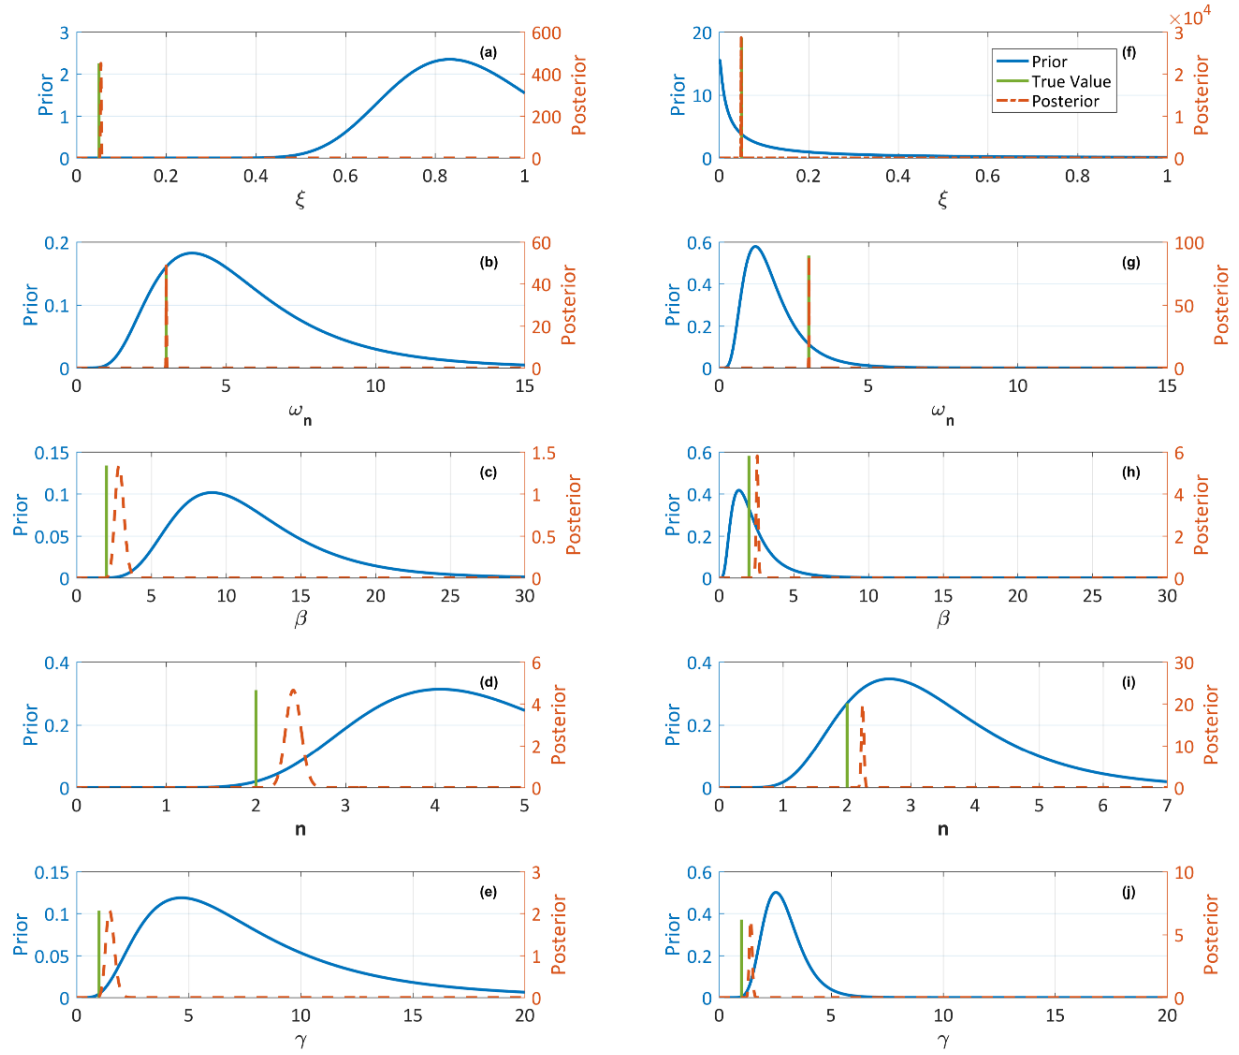 3
2
1
0
Prior
(a)
600
400
200
0
Posterior
0 0.2 0.4 0.6 0.8 1
ξ
×10⁴
20
10
0
Prior
(f)
Prior
True Value
Posterior
3
2
1
0
Posterior
0 0.2 0.4 0.6 0.8 1
ξ
0.2
0.1
0
Prior
(b)
60
40
20
0
Posterior
0 5 10 15
ωn
0.6
0.4
0.2
0
Prior
(g)
100
50
0
Posterior
0 5 10 15
ωn
0.15
0.1
0.05
0
Prior
(c)
1.5
1
0.5
0
Posterior
0 5 10 15 20 25 30
β
0.6
0.4
0.2
0
Prior
(h)
6
4
2
0
Posterior
0 5 10 15 20 25 30
β
0.4
0.2
0
Prior
(d)
6
4
2
0
Posterior
0 1 2 3 4 5
n
0.4
0.2
0
Prior
(i)
30
20
10
0
Posterior
0 1 2 3 4 5 6 7
n
0.15
0.1
0.05
0
Prior
(e)
3
2
1
0
Posterior
0 5 10 15 20
γ
0.6
0.4
0.2
0
Prior
(j)
10
5
0
Posterior
0 5 10 15 20
γ